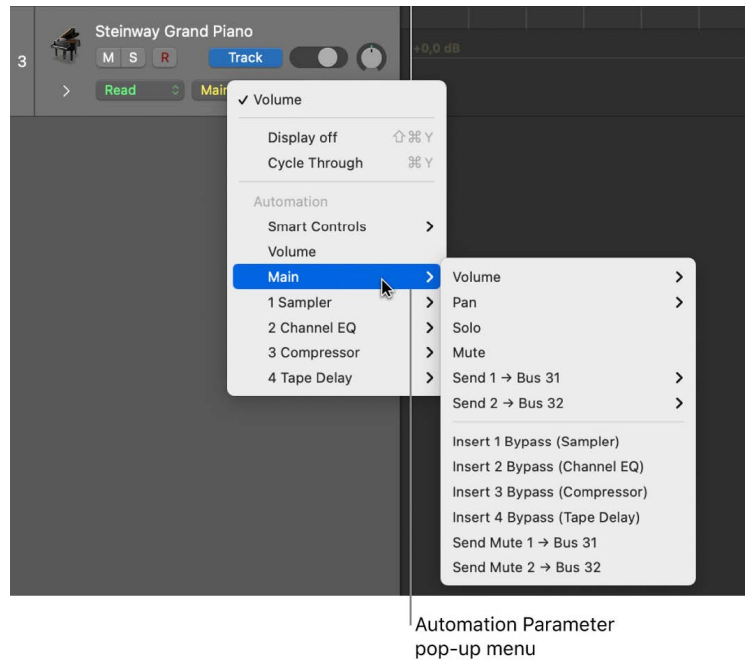 Steinway Grand Piano
3
M S R Track
+0,0 dB
Read
Main
✓ Volume
Display off ⇧⌘Y
Cycle Through ⌘Y
Automation
Smart Controls
Volume
Main
1 Sampler
2 Channel EQ
3 Compressor
4 Tape Delay
Volume
Pan
Solo
Mute
Send 1 → Bus 31
Send 2 → Bus 32
Insert 1 Bypass (Sampler)
Insert 2 Bypass (Channel EQ)
Insert 3 Bypass (Compressor)
Insert 4 Bypass (Tape Delay)
Send Mute 1 → Bus 31
Send Mute 2 → Bus 32
Automation Parameter
pop-up menu